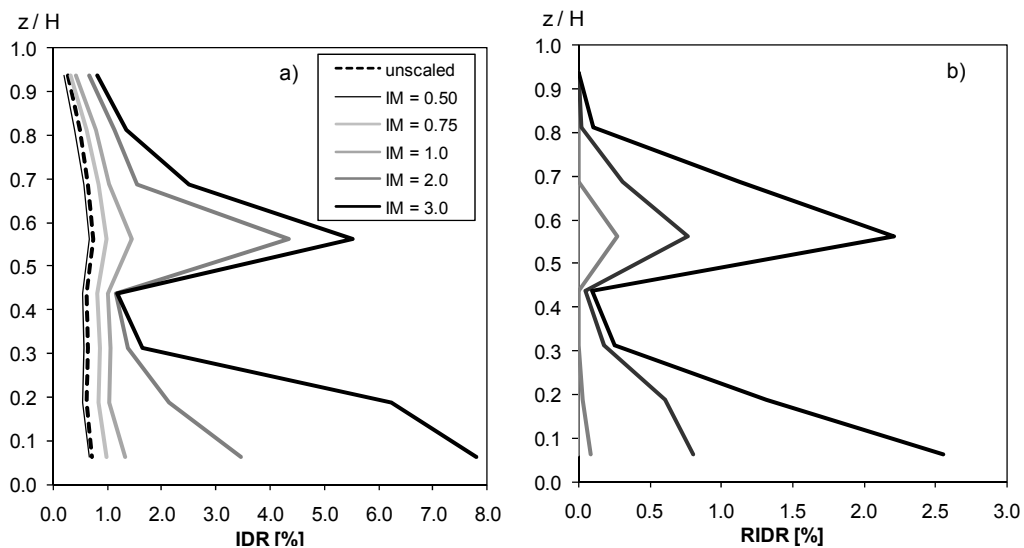 z / H
1.0
0.9
0.8
0.7
0.6
0.5
0.4
0.3
0.2
0.1
0.0
0.0 1.0 2.0 3.0 4.0 5.0 6.0 7.0 8.0
IDR [%]
a)
unscaled
IM = 0.50
IM = 0.75
IM = 1.0
IM = 2.0
IM = 3.0
z / H
1.0
0.9
0.8
0.7
0.6
0.5
0.4
0.3
0.2
0.1
0.0
0.0 0.5 1.0 1.5 2.0 2.5 3.0
RIDR [%]
b)